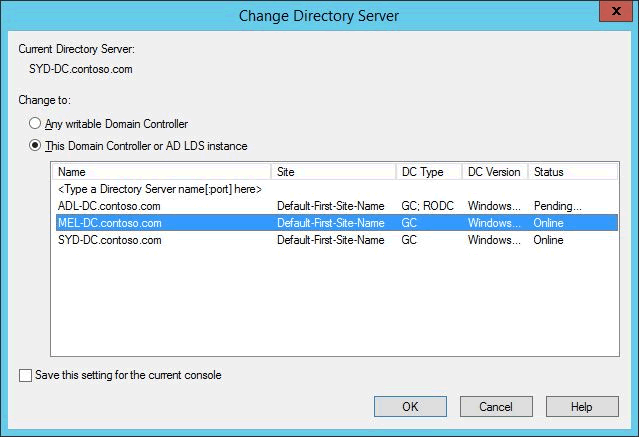 Change Directory Server
x
Current Directory Server:
SYD-DC.contoso.com
Change to:
Any writable Domain Controller
This Domain Controller or AD LDS instance
Name Site DC Type DC Version Status
<Type a Directory Server name[:port] here>
ADL-DC.contoso.com Default-First-Site-Name GC; RODC Windows... Pending...
MEL-DC.contoso.com Default-First-Site-Name GC Windows... Online
SYD-DC.contoso.com Default-First-Site-Name GC Windows... Online
Save this setting for the current console
OK Cancel Help